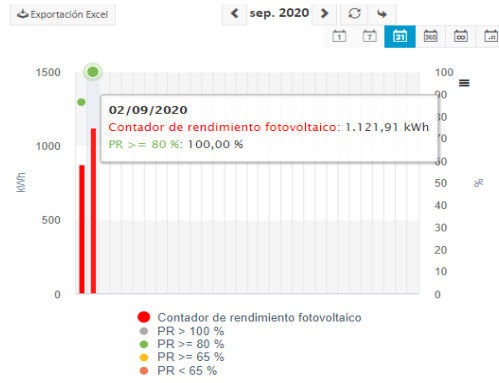 Exportación Excel
sep. 2020
1 7 31 365
1500 100
90
02/09/2020
Contador de rendimiento fotovoltaico: 1.121,91 kWh
PR >= 80 %: 100,00 %
80
70
1000 60
kWh 50 %
40
500 30
20
10
0 0
Contador de rendimiento fotovoltaico
PR > 100 %
PR >= 80 %
PR >= 65 %
PR < 65 %